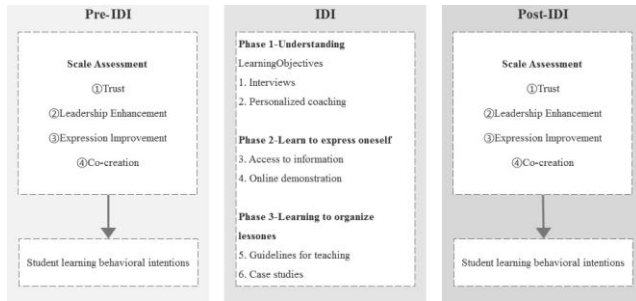 Pre-IDI
Scale Assessment
①Trust
②Leadership Enhancement
③Expression Improvement
④Co-creation
Student learning behavioral intentions
IDI
Phase 1-Understanding
LearningObjectives
1. Interviews
2. Personalized coaching
Phase 2-Learn to express oneself
3. Access to information
4. Online demonstration
Phase 3-Learning to organize
lessones
5. Guidelines for teaching
6. Case studies
Post-IDI
Scale Assessment
①Trust
②Leadership Enhancement
③Expression Improvement
④Co-creation
Student learning behavioral intentions